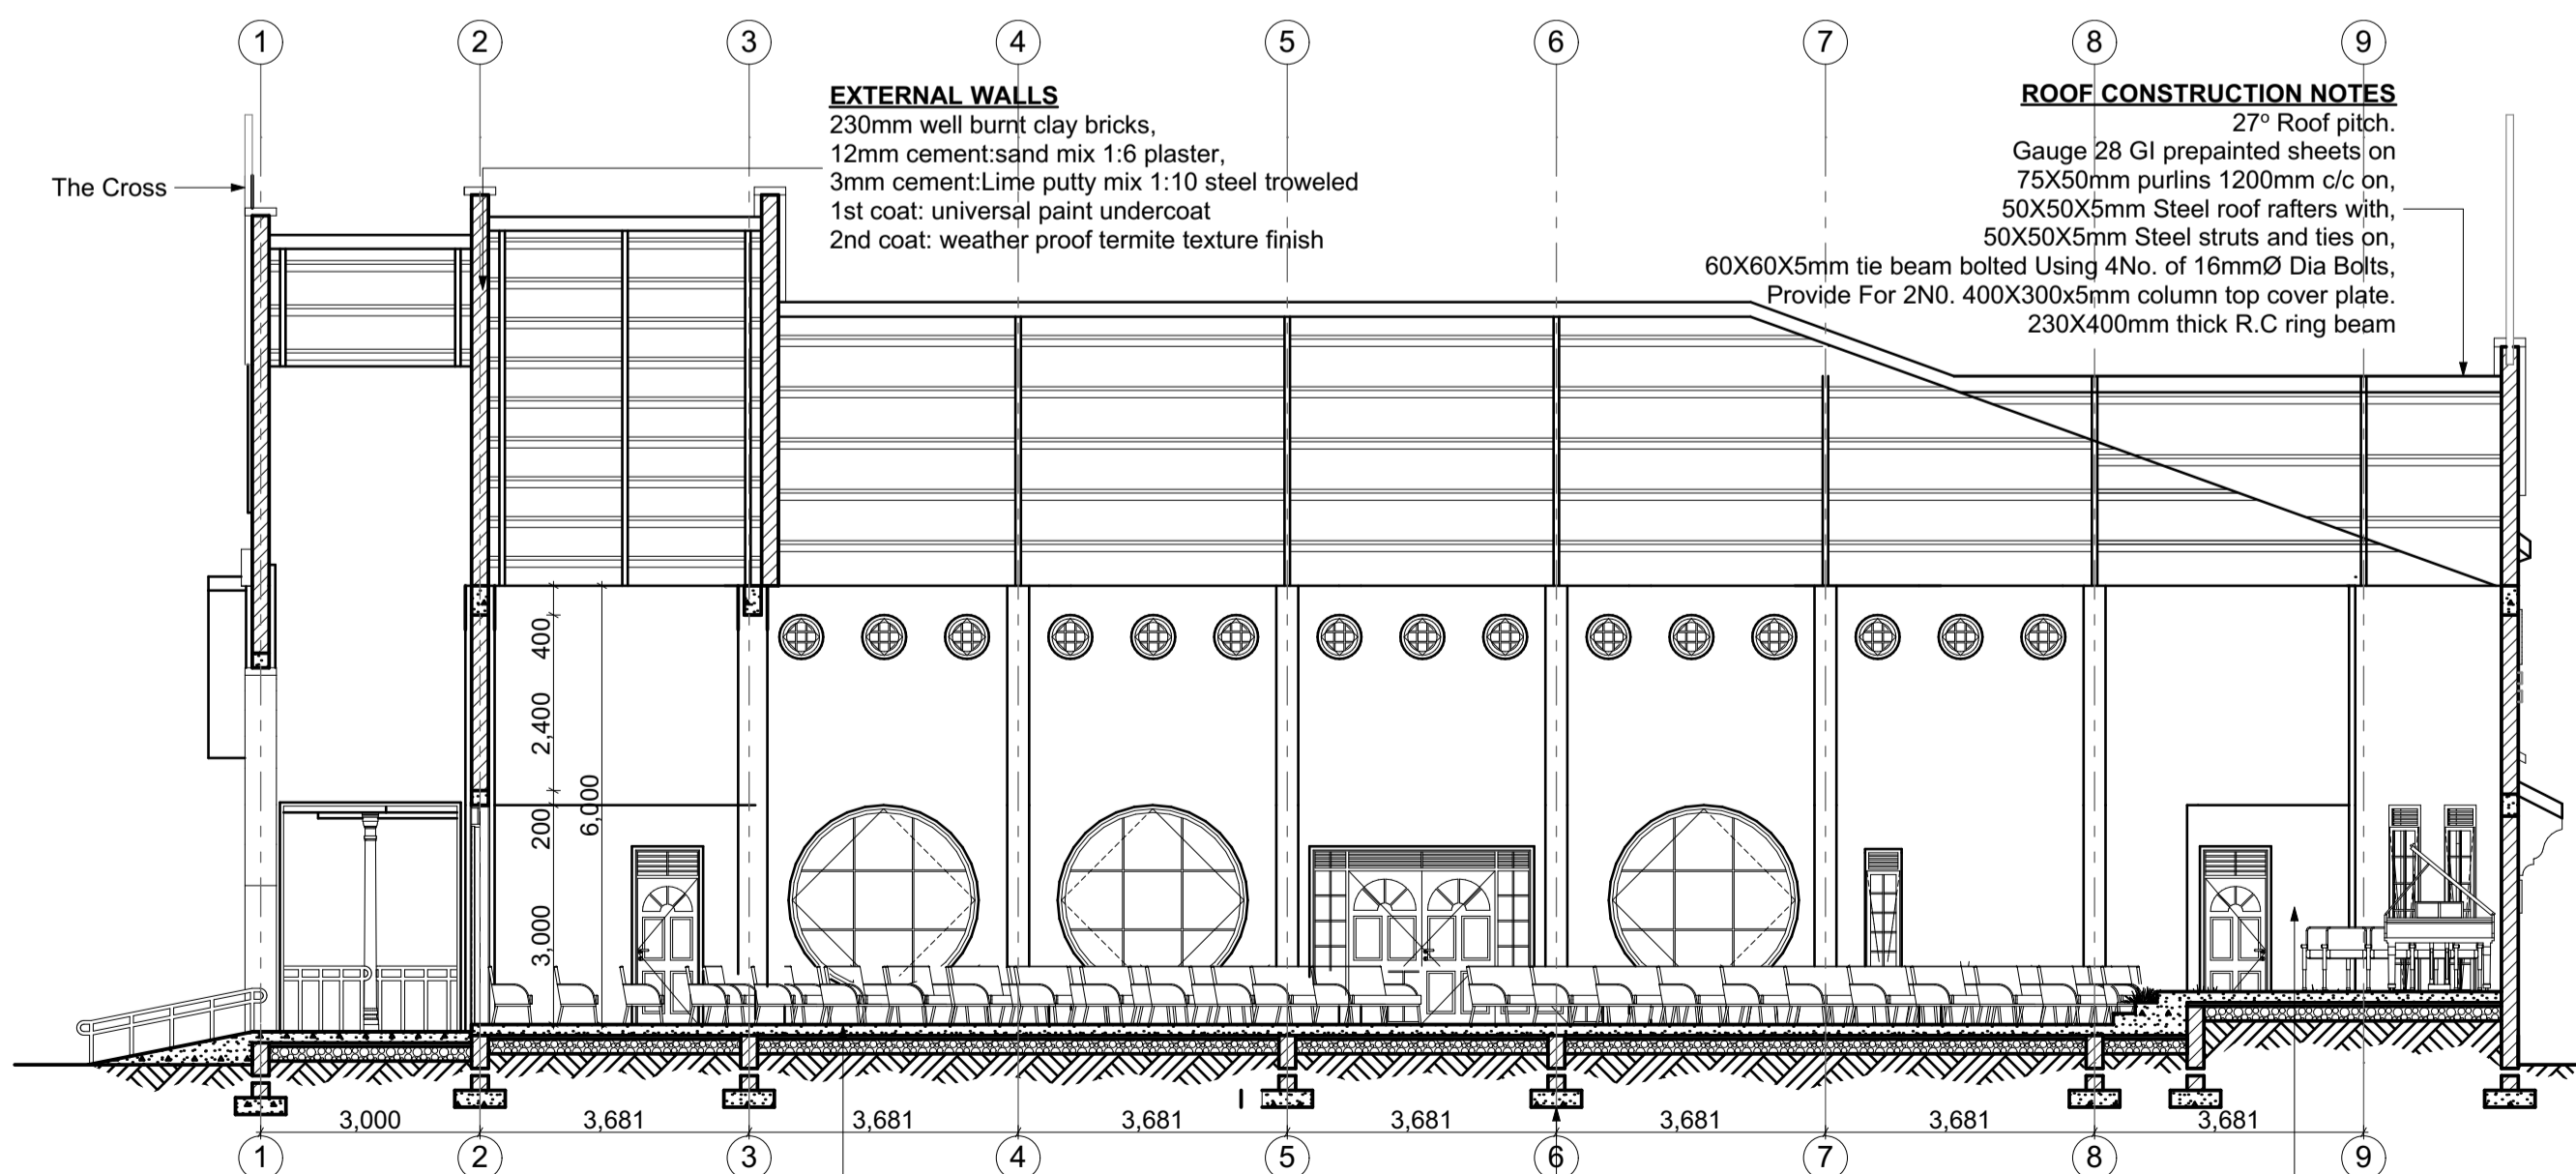 1 2 3 4 5 6 7 8 9
EXTERNAL WALLS
230mm well burnt clay bricks,
12mm cement:sand mix 1:6 plaster,
3mm cement:Lime putty mix 1:10 steel troweled
1st coat: universal paint undercoat
2nd coat: weather proof termite texture finish
ROOF CONSTRUCTION NOTES
27° Roof pitch.
Gauge 28 GI prepainted sheets on
75X50mm purlins 1200mm c/c on,
50X50X5mm Steel roof rafters with,
50X50X5mm Steel struts and ties on,
60X60X5mm tie beam bolted Using 4No. of 16mmØ Dia Bolts,
Provide For 2N0. 400X300x5mm column top cover plate.
230X400mm thick R.C ring beam
The Cross
400
2,400
200
3,000
6,000
3,000 3,681 3,681 3,681 3,681 3,681 3,681 3,681
1 2 3 4 5 6 7 8 9